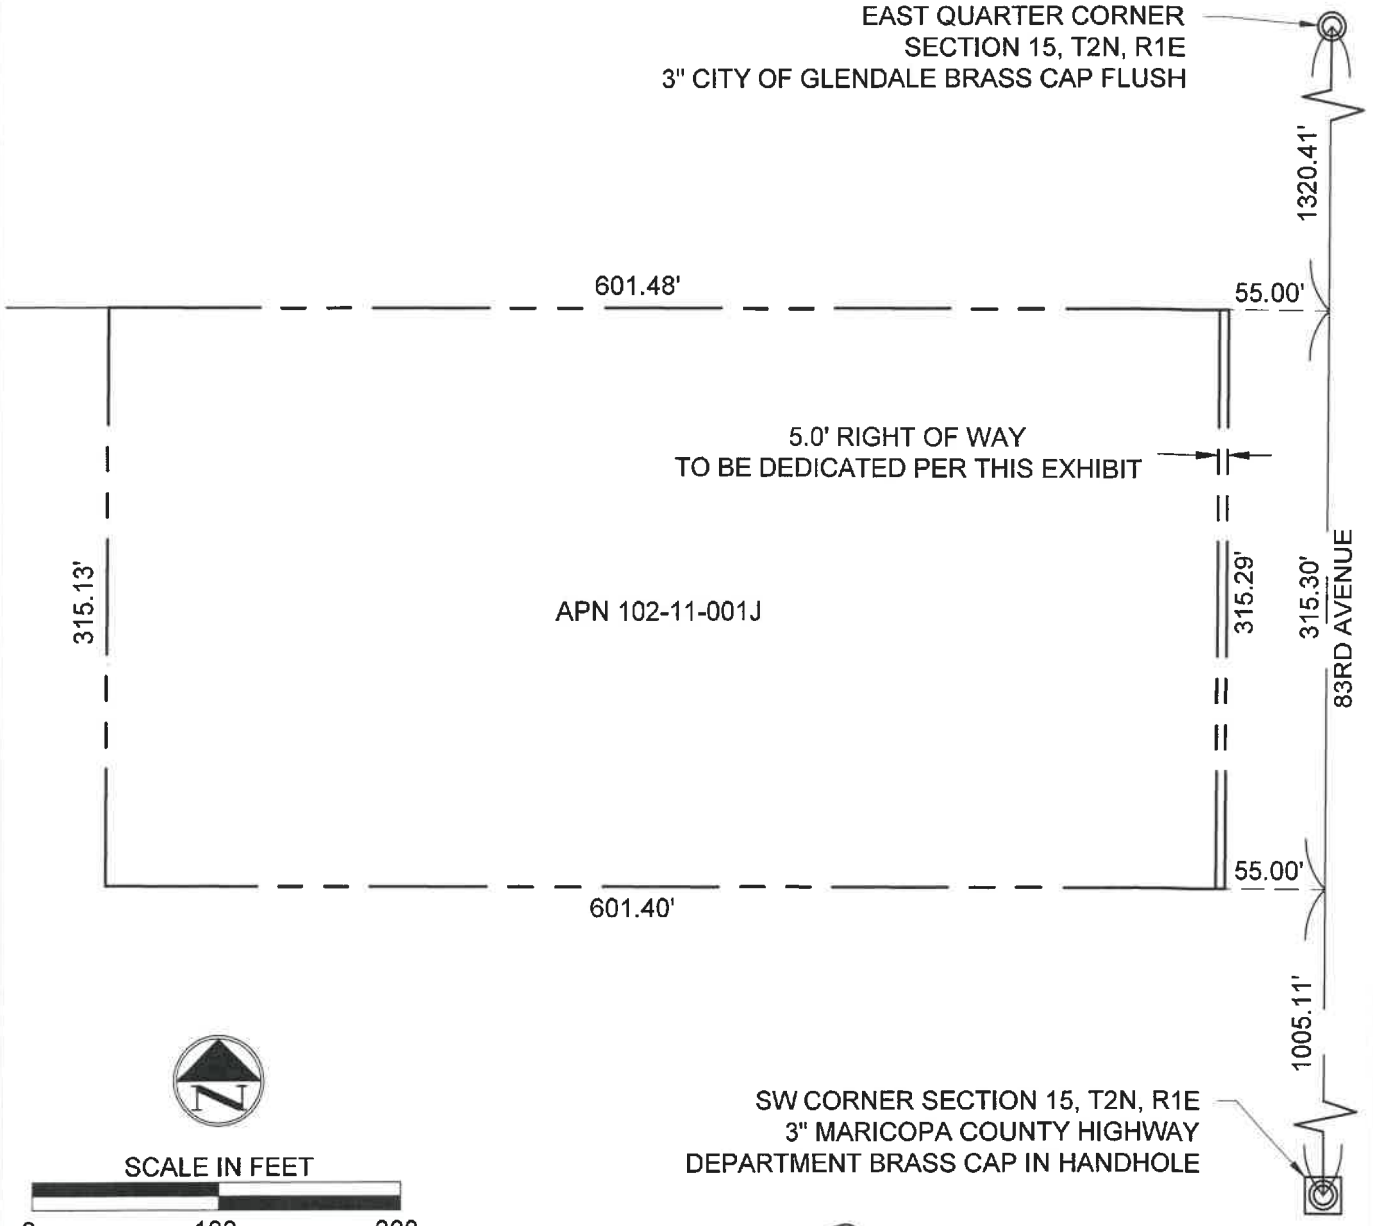 EAST QUARTER CORNER
SECTION 15, T2N, R1E
3" CITY OF GLENDALE BRASS CAP FLUSH
1320.41'
601.48'
55.00'
5.0' RIGHT OF WAY
TO BE DEDICATED PER THIS EXHIBIT
315.13'
APN 102-11-001J
315.29'
315.30'
83RD AVENUE
55.00'
601.40'
1005.11'
N
SW CORNER SECTION 15, T2N, R1E
3" MARICOPA COUNTY HIGHWAY
DEPARTMENT BRASS CAP IN HANDHOLE
SCALE IN FEET